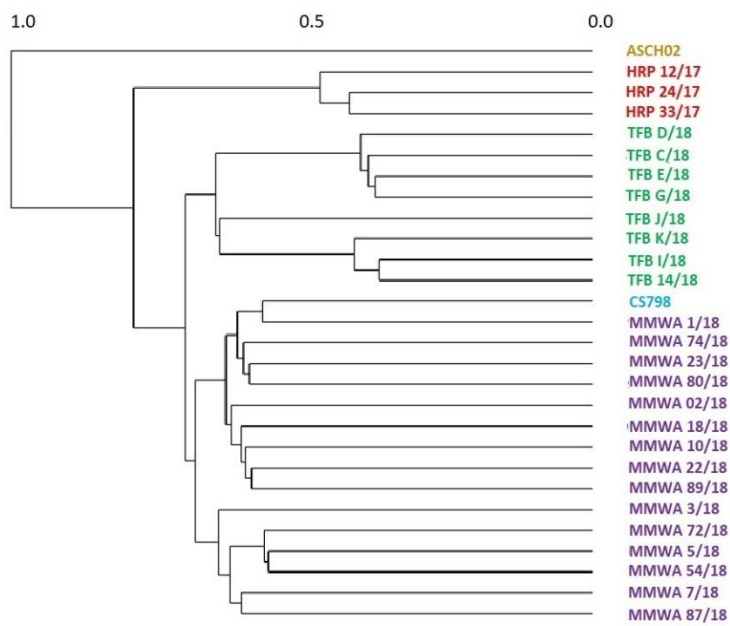 1.0 0.5 0.0
ASCH02
HRP 12/17
HRP 24/17
HRP 33/17
TFB D/18
TFB C/18
TFB E/18
TFB G/18
TFB J/18
TFB K/18
TFB I/18
TFB 14/18
CS798
MMWA 1/18
MMWA 74/18
MMWA 23/18
MMWA 80/18
MMWA 02/18
MMWA 18/18
MMWA 10/18
MMWA 22/18
MMWA 89/18
MMWA 3/18
MMWA 72/18
MMWA 5/18
MMWA 54/18
MMWA 7/18
MMWA 87/18